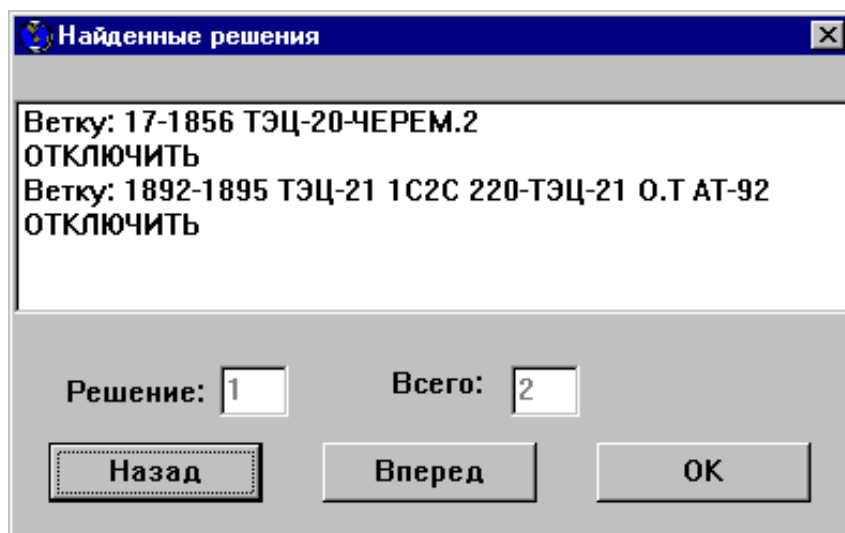 Найденные решения
Ветку: 17-1856 ТЭЦ-20-ЧЕРЕМ.2
ОТКЛЮЧИТЬ
Ветку: 1892-1895 ТЭЦ-21 1С2С 220-ТЭЦ-21 О.Т АТ-92
ОТКЛЮЧИТЬ
Решение: 1 Всего: 2
Назад Вперед ОК